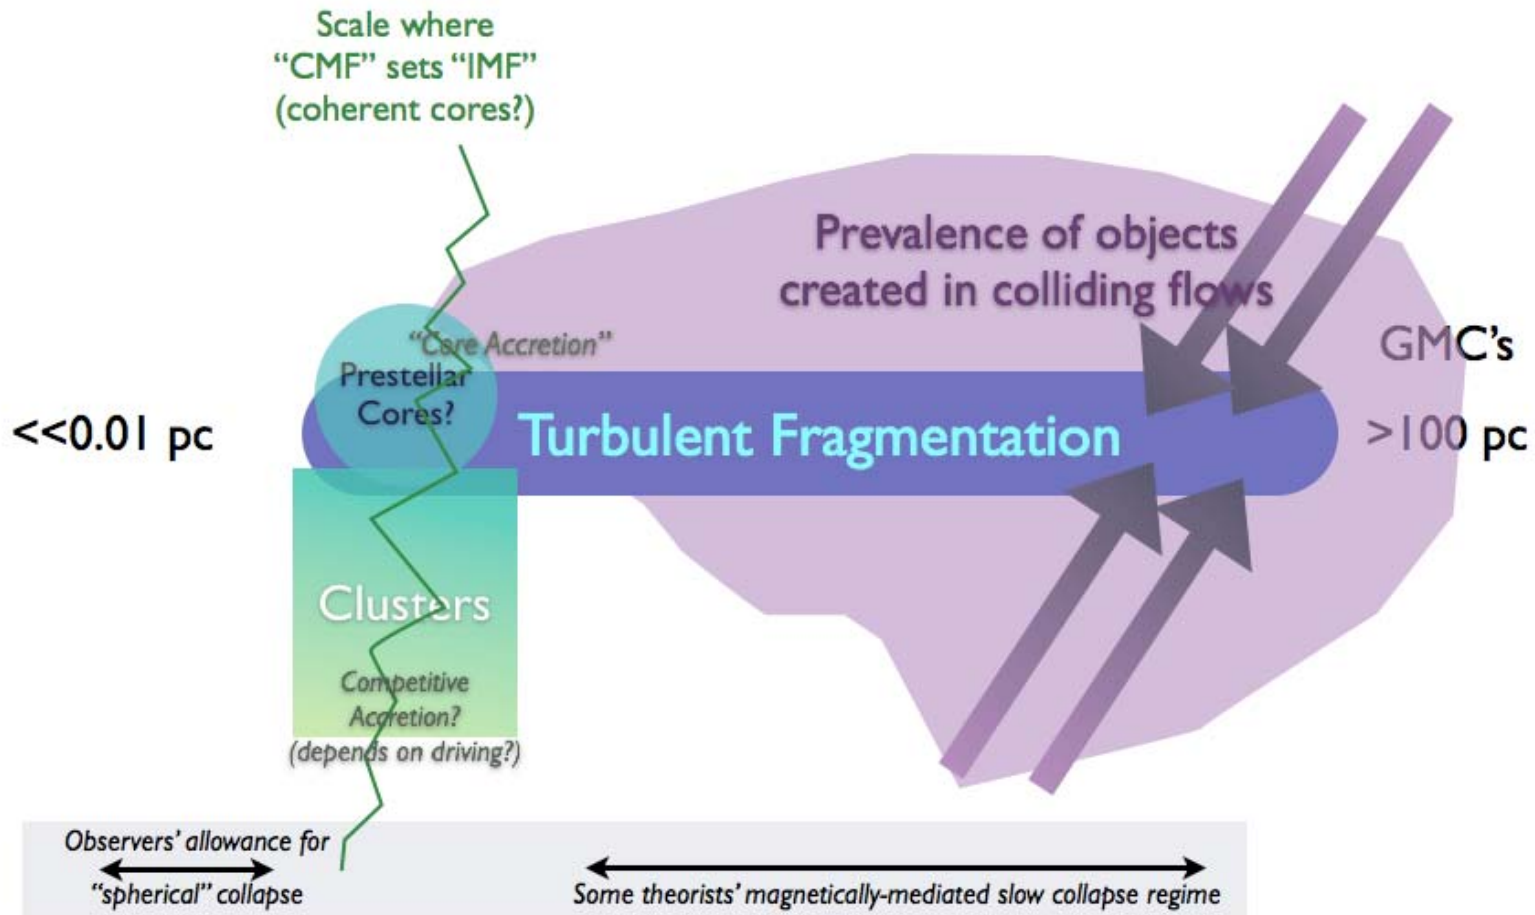 Scale where
“CMF” sets “IMF”
(coherent cores?)
Prevalence of objects
created in colliding flows
“Core Accretion”
GMC’s
Prestellar
Cores?
<<0.01 pc
Turbulent Fragmentation
>100 pc
Clusters
Competitive
Accretion?
(depends on driving?)
Observers’ allowance for
“spherical” collapse
Some theorists’ magnetically-mediated slow collapse regime